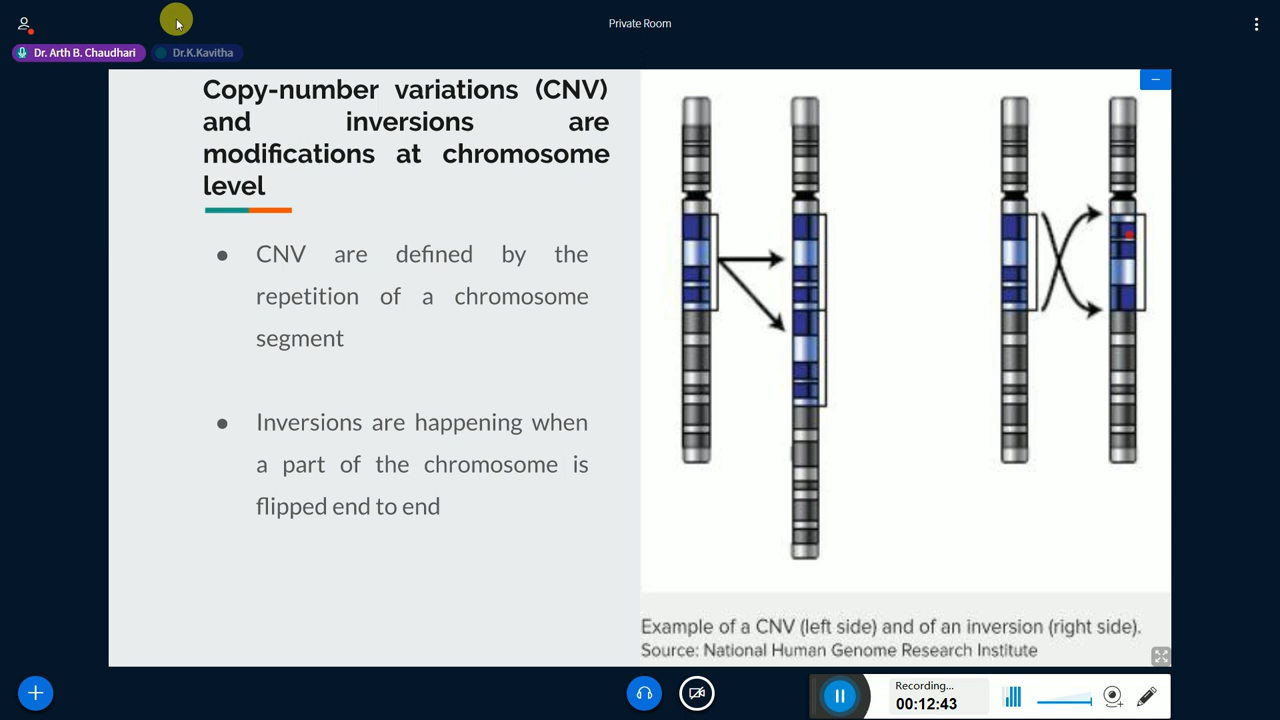 Private Room
Dr. Arth B. Chaudhari
Dr.K.Kavitha
Copy-number variations (CNV)
and inversions are
modifications at chromosome
level
● CNV are defined by the
repetition of a chromosome
segment
● Inversions are happening when
a part of the chromosome is
flipped end to end
Example of a CNV (left side) and of an inversion (right side).
Source: National Human Genome Research Institute
Recording...
00:12:43